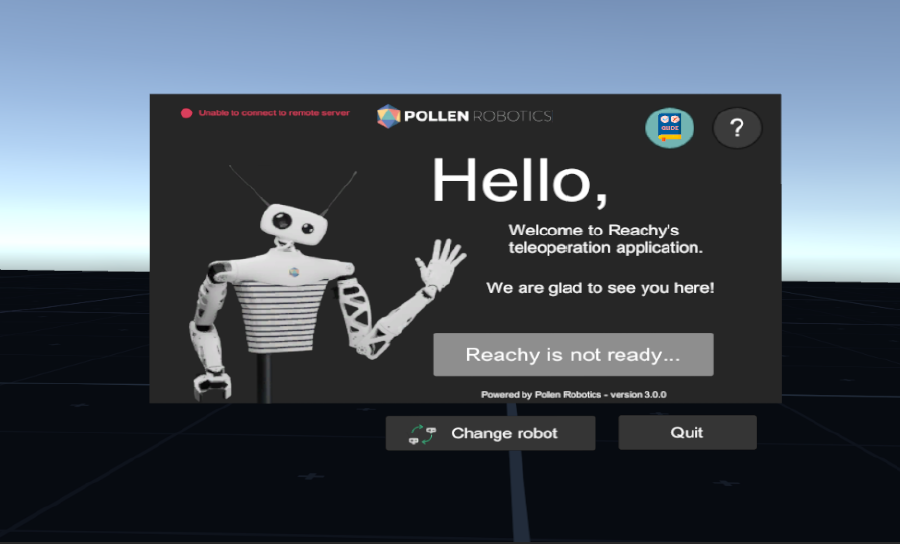 Unable to connect to remote server
POLLEN ROBOTICS
GUIDE
?
Hello,
Welcome to Reachy's
teleoperation application.
We are glad to see you here!
Reachy is not ready...
Powered by Pollen Robotics - version 3.0.0
Change robot
Quit